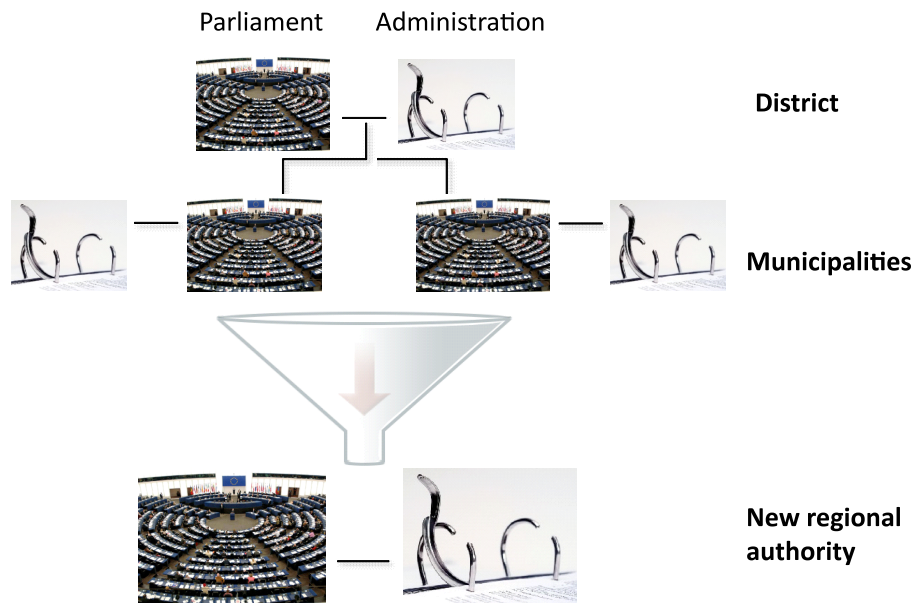 Parliament
Administration
District
Municipalities
New regional
authority